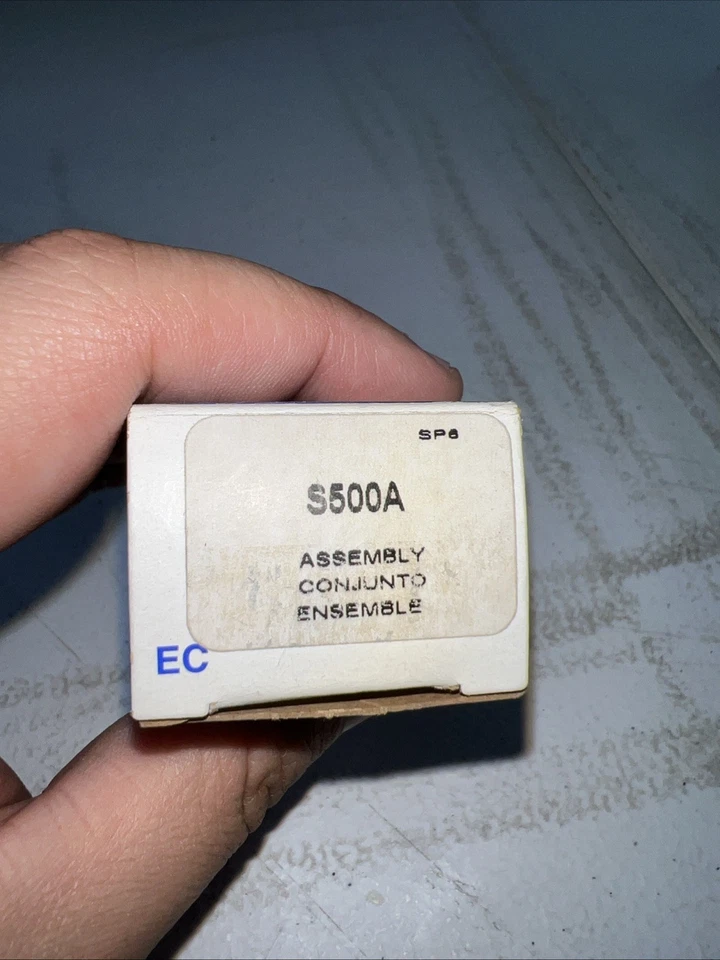 SP6
S500A
ASSEMBLY
CONJUNTO
ENSEMBLE
EC